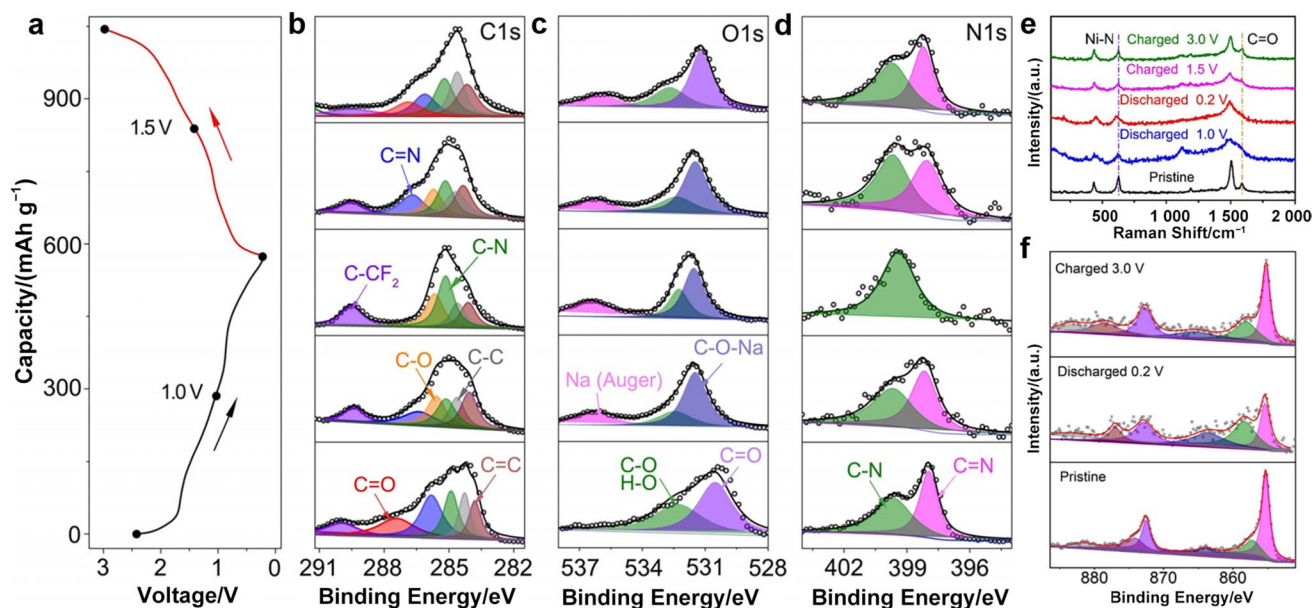 a
Capacity/(mAh g⁻¹)
900
600
300
0
1.5 V
1.0 V
3
2
1
0
Voltage/V
b
C1s
C=N
C-CF₂
C-N
C-O
C-C
C=O
C=C
291
288
285
282
Binding Energy/eV
c
O1s
Na (Auger)
C-O-Na
C-O
H-O
C=O
537
534
531
528
Binding Energy/eV
d
N1s
C-N
C=N
402
399
396
Binding Energy/eV
e
Intensity/(a.u.)
Ni-N
C=O
Charged 3.0 V
Charged 1.5 V
Discharged 0.2 V
Discharged 1.0 V
Pristine
500
1000
1500
2 000
Raman Shift/cm⁻¹
f
Intensity/(a.u.)
Charged 3.0 V
Discharged 0.2 V
Pristine
880
870
860
Binding Energy/eV